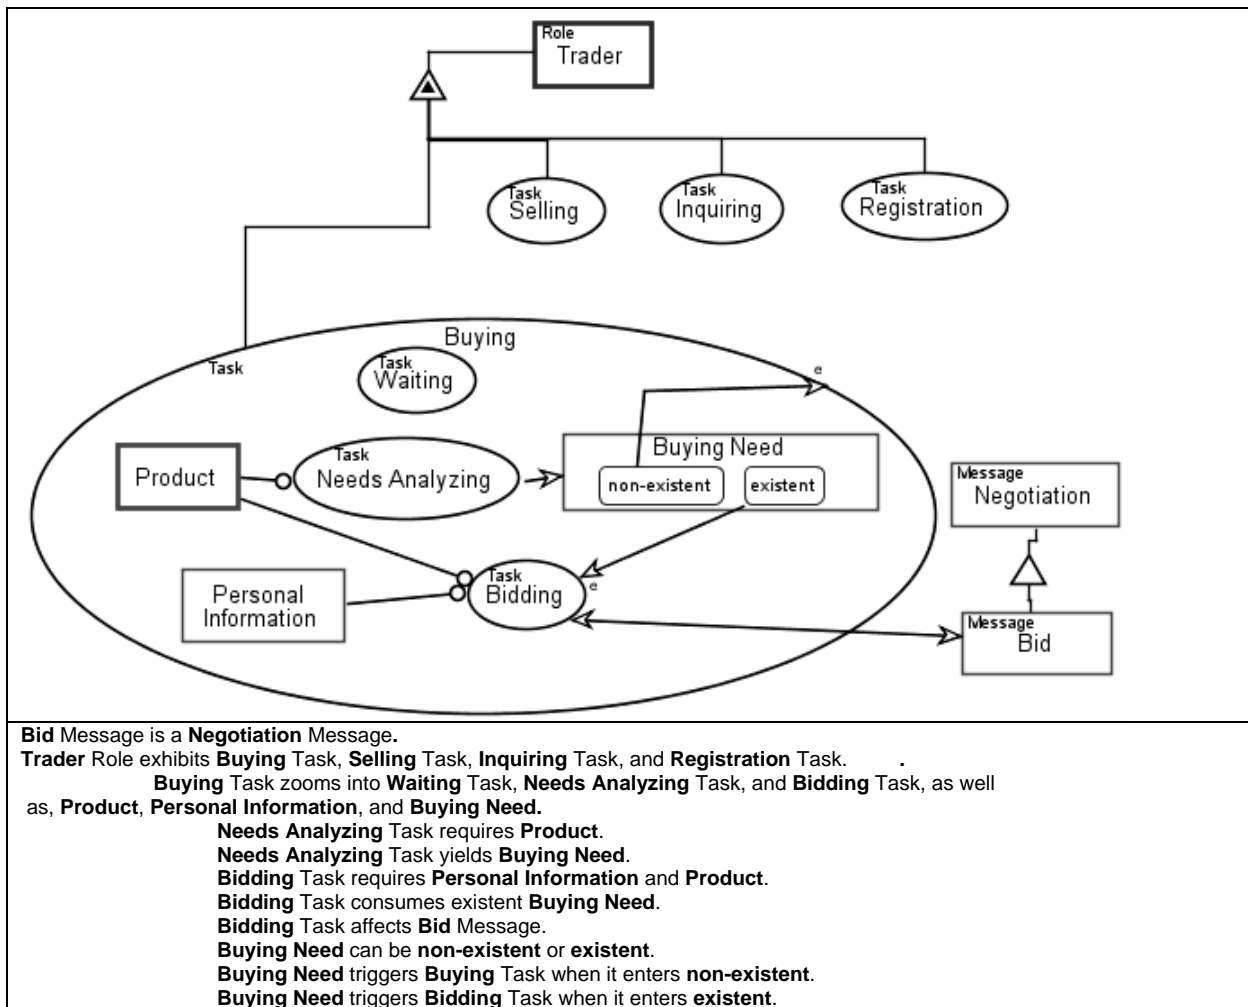 Role
Trader
Task
Selling
Task
Inquiring
Task
Registration
Buying
Task
Task
Waiting
e
Product
Task
Needs Analyzing
Buying Need
non-existent
existent
Message
Negotiation
Personal
Information
Task
Bidding
e
Message
Bid
Bid Message is a Negotiation Message.
Trader Role exhibits Buying Task, Selling Task, Inquiring Task, and Registration Task. .
Buying Task zooms into Waiting Task, Needs Analyzing Task, and Bidding Task, as well
as, Product, Personal Information, and Buying Need.
Needs Analyzing Task requires Product.
Needs Analyzing Task yields Buying Need.
Bidding Task requires Personal Information and Product.
Bidding Task consumes existent Buying Need.
Bidding Task affects Bid Message.
Buying Need can be non-existent or existent.
Buying Need triggers Buying Task when it enters non-existent.
Buying Need triggers Bidding Task when it enters existent.